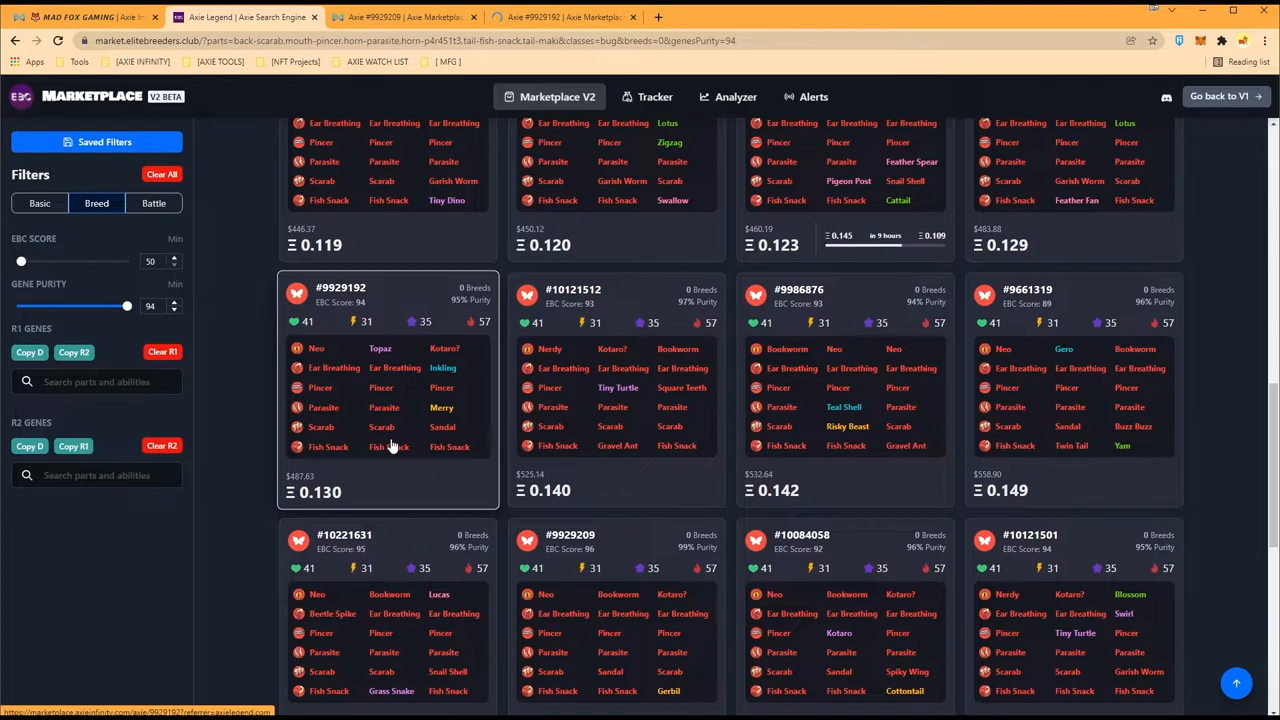 MAD FOX GAMING | Axie In
Axie Legend | Axie Search Engine
Axie #9929209 | Axie Marketplac
Axie #9929192 | Axie Marketplac
market.elitebreeders.club/?parts=back-scarab,mouth-pincer,horn-parasite,horn-p4r451t3,tail-fish-snack,tail-maki&classes=bug&breeds=0&genesPurity=94
Apps Tools [AXIE INFINITY] [AXIE TOOLS] [NFT Projects] AXIE WATCH LIST [ MFG ] Reading list
EBC MARKETPLACE V2 BETA Marketplace V2 Tracker Analyzer Alerts Go back to V1 →
Saved Filters
Filters Clear All
Basic Breed Battle
EBC SCORE Min
50
GENE PURITY Min
94
R1 GENES
Copy D Copy R2 Clear R1
Search parts and abilities
R2 GENES
Copy D Copy R1 Clear R2
Search parts and abilities
Ear Breathing Ear Breathing Ear Breathing
Pincer Pincer Pincer
Parasite Parasite Parasite
Scarab Scarab Garish Worm
Fish Snack Fish Snack Tiny Dino
$446.37
Ξ 0.119
Ear Breathing Ear Breathing Lotus
Pincer Pincer Zigzag
Parasite Parasite Parasite
Scarab Garish Worm Scarab
Fish Snack Fish Snack Swallow
$450.12
Ξ 0.120
Ear Breathing Ear Breathing Ear Breathing
Pincer Pincer Pincer
Parasite Parasite Feather Spear
Scarab Pigeon Post Snail Shell
Fish Snack Fish Snack Cattail
$460.19
Ξ 0.123
Ξ 0.145 in 9 hours Ξ 0.109
Ear Breathing Ear Breathing Lotus
Pincer Pincer Pincer
Parasite Parasite Parasite
Scarab Garish Worm Scarab
Fish Snack Feather Fan Fish Snack
$483.88
Ξ 0.129
#9929192 0 Breeds
EBC Score: 94 95% Purity
41 31 35 57
Neo Topaz Kotaro?
Ear Breathing Ear Breathing Inkling
Pincer Pincer Pincer
Parasite Parasite Merry
Scarab Scarab Sandal
Fish Snack Fish Snack Fish Snack
$487.63
Ξ 0.130
#10121512 0 Breeds
EBC Score: 93 97% Purity
41 31 35 57
Nerdy Kotaro? Bookworm
Ear Breathing Ear Breathing Ear Breathing
Pincer Tiny Turtle Square Teeth
Parasite Parasite Parasite
Scarab Scarab Scarab
Fish Snack Gravel Ant Fish Snack
$525.14
Ξ 0.140
#9986876 0 Breeds
EBC Score: 93 94% Purity
41 31 35 57
Bookworm Neo Neo
Ear Breathing Ear Breathing Ear Breathing
Pincer Pincer Pincer
Parasite Teal Shell Parasite
Scarab Risky Beast Scarab
Fish Snack Fish Snack Gravel Ant
$532.64
Ξ 0.142
#9661319 0 Breeds
EBC Score: 89 96% Purity
41 31 35 57
Neo Gero Bookworm
Ear Breathing Ear Breathing Ear Breathing
Pincer Pincer Pincer
Parasite Parasite Parasite
Scarab Sandal Buzz Buzz
Fish Snack Twin Tail Yam
$558.90
Ξ 0.149
#10221631 0 Breeds
EBC Score: 95 96% Purity
41 31 35 57
Neo Bookworm Lucas
Beetle Spike Ear Breathing Ear Breathing
Pincer Pincer Pincer
Parasite Parasite Parasite
Scarab Scarab Snail Shell
Fish Snack Grass Snake Fish Snack
#9929209 0 Breeds
EBC Score: 96 99% Purity
41 31 35 57
Neo Bookworm Kotaro?
Ear Breathing Ear Breathing Ear Breathing
Pincer Pincer Pincer
Parasite Parasite Parasite
Scarab Sandal Scarab
Fish Snack Fish Snack Gerbil
#10084058 0 Breeds
EBC Score: 92 96% Purity
41 31 35 57
Neo Bookworm Kotaro?
Ear Breathing Ear Breathing Ear Breathing
Pincer Kotaro Pincer
Parasite Parasite Parasite
Scarab Sandal Spiky Wing
Fish Snack Fish Snack Cottontail
#10121501 0 Breeds
EBC Score: 94 95% Purity
41 31 35 57
Nerdy Kotaro? Blossom
Ear Breathing Ear Breathing Swirl
Pincer Tiny Turtle Pincer
Parasite Parasite Parasite
Scarab Scarab Garish Worm
Fish Snack Fish Snack Fish Snack
https://marketplace.axieinfinity.com/axie/9929192?referrer=axielegend.com